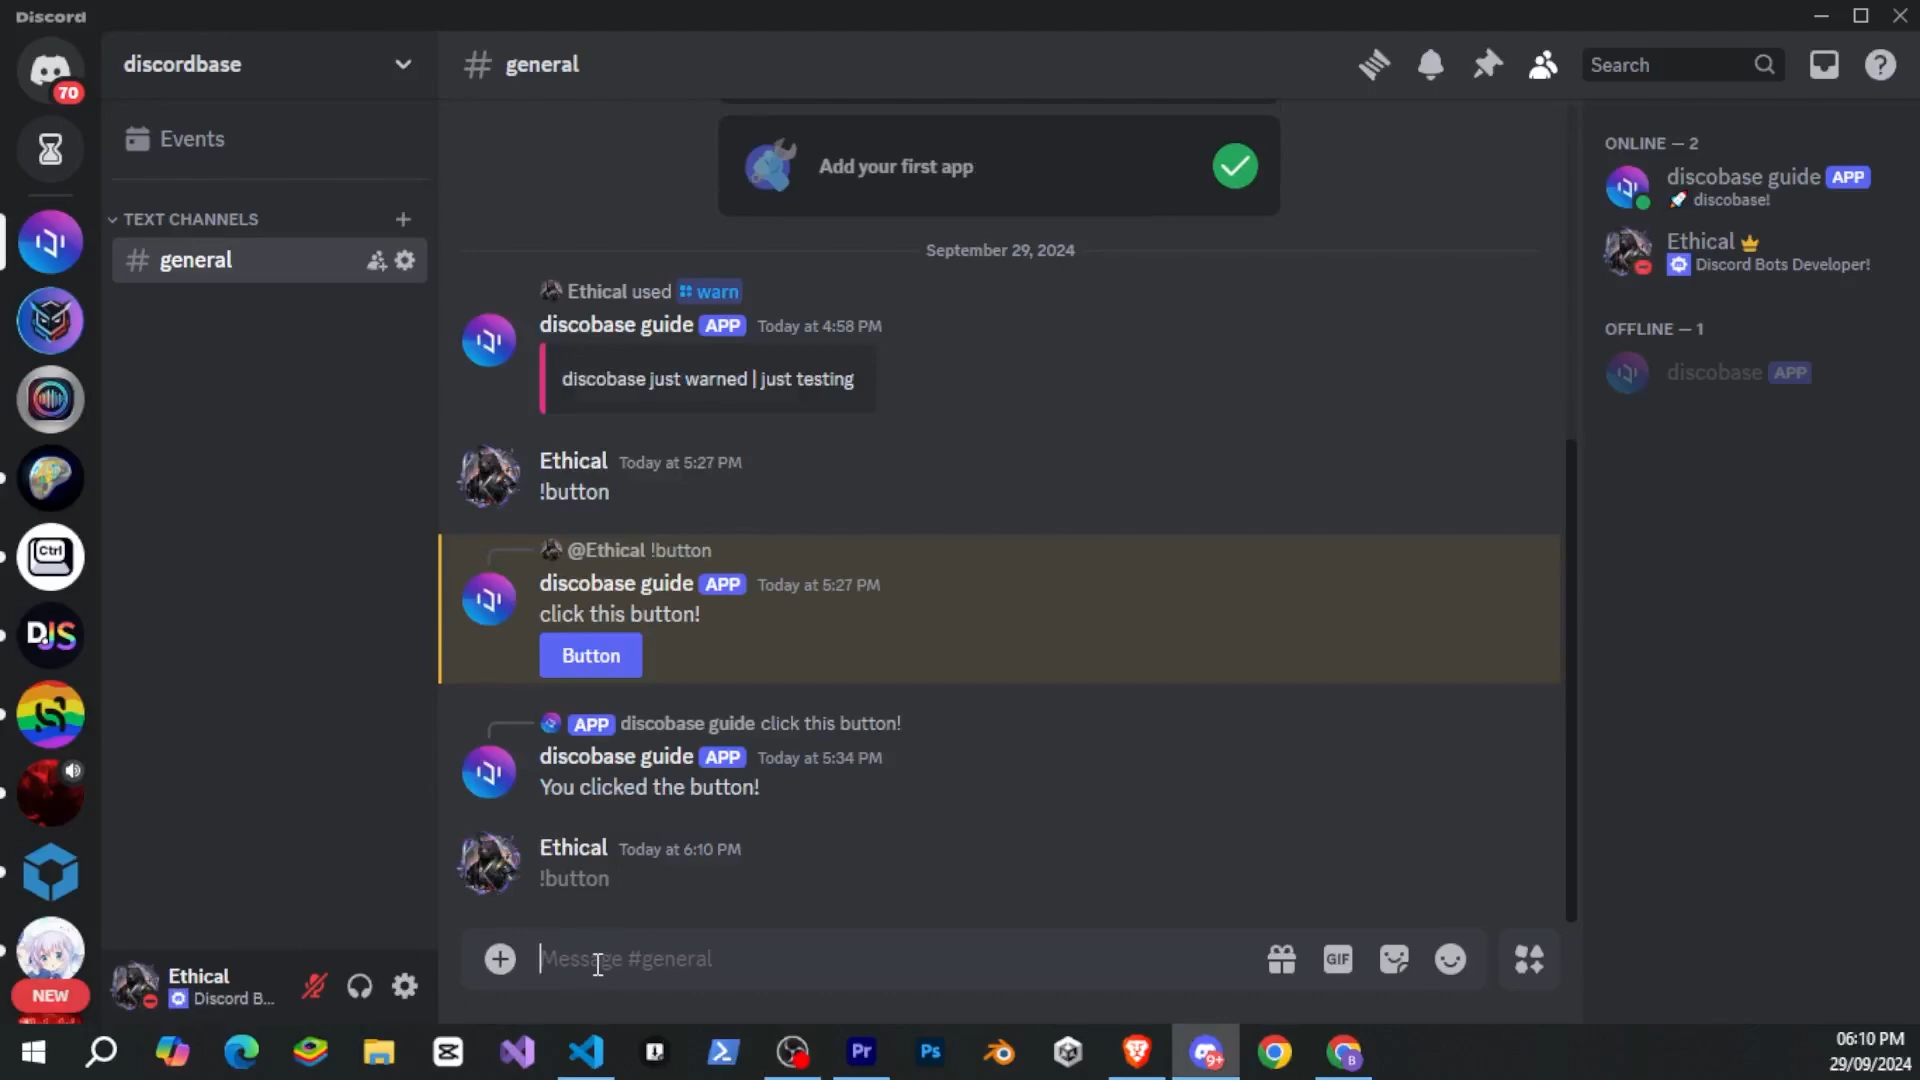 Discord
70
discordbase
Events
TEXT CHANNELS
general
NEW
Ctrl
DJS
Ethical
Discord B...
general
Search
Add your first app
September 29, 2024
Ethical used warn
discobase guide APP Today at 4:58 PM
discobase just warned | just testing
Ethical Today at 5:27 PM
!button
@Ethical !button
discobase guide APP Today at 5:27 PM
click this button!
Button
APP discobase guide click this button!
discobase guide APP Today at 5:34 PM
You clicked the button!
Ethical Today at 6:10 PM
!button
Message #general
GIF
ONLINE — 2
discobase guide APP
discobase!
Ethical
Discord Bots Developer!
OFFLINE — 1
discobase APP
Pr
Ps
9+
B
06:10 PM
29/09/2024